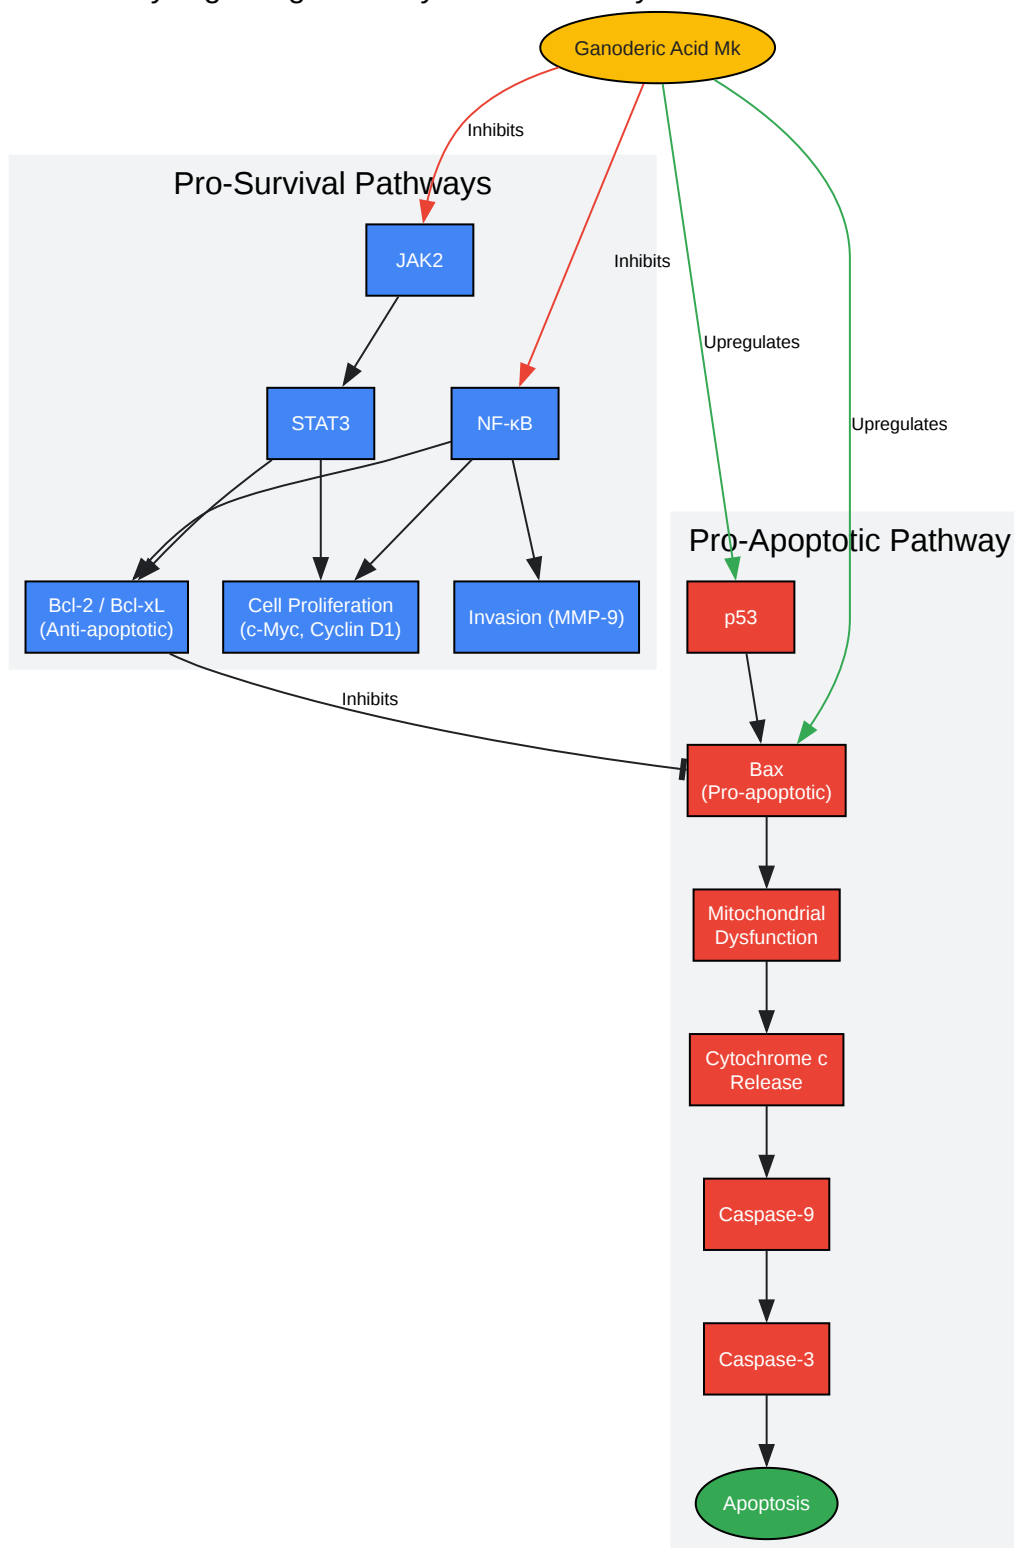 Ganoderic Acid Mk
Inhibits
Pro-Survival Pathways
JAK2
Inhibits
Upregulates
STAT3
NF-κB
Upregulates
Pro-Apoptotic Pathway
Bcl-2 / Bcl-xL
(Anti-apoptotic)
Cell Proliferation
(c-Myc, Cyclin D1)
Invasion (MMP-9)
p53
Inhibits
Bax
(Pro-apoptotic)
Mitochondrial
Dysfunction
Cytochrome c
Release
Caspase-9
Caspase-3
Apoptosis